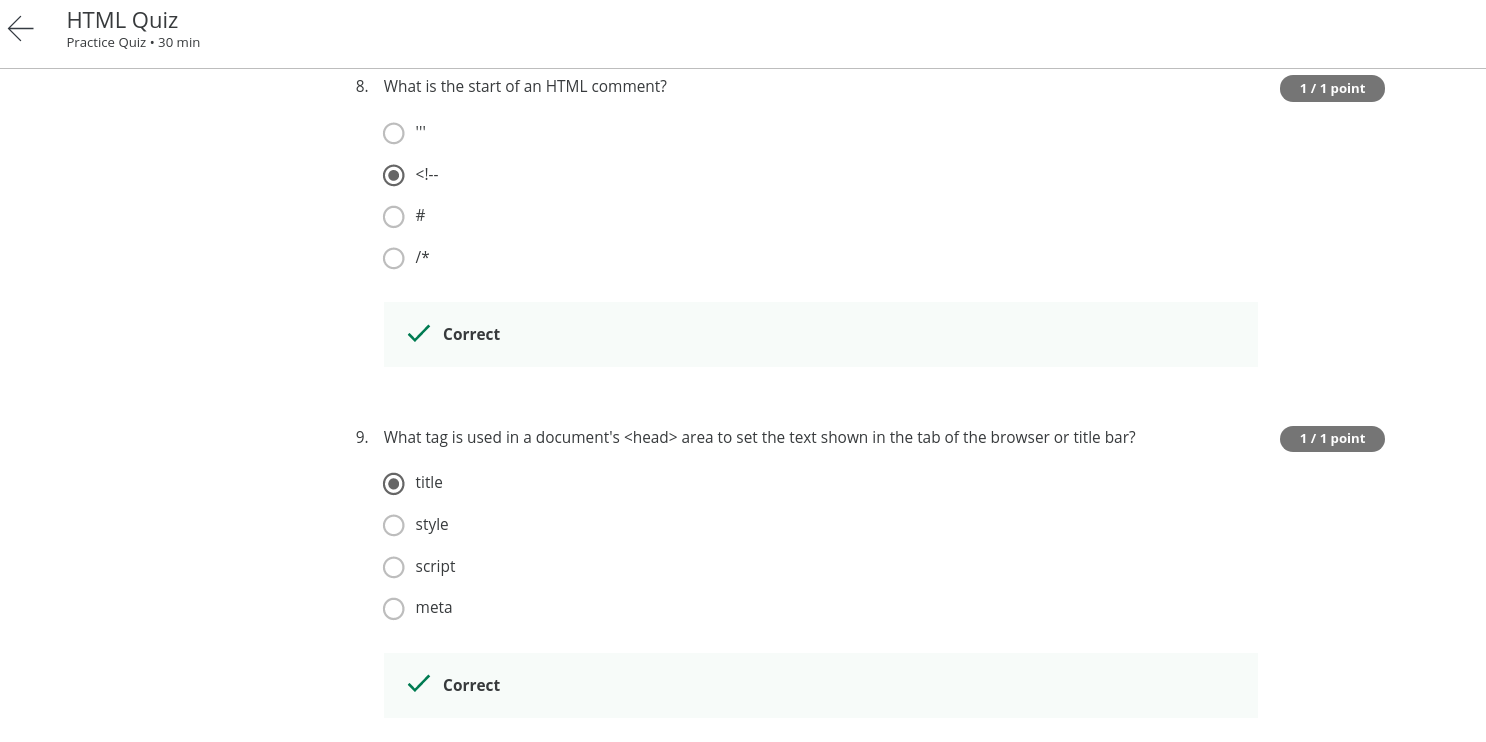 HTML Quiz
Practice Quiz • 30 min
8. What is the start of an HTML comment?
1 / 1 point
'''
<!--
#
/*
Correct
9. What tag is used in a document's <head> area to set the text shown in the tab of the browser or title bar?
1 / 1 point
title
style
script
meta
Correct